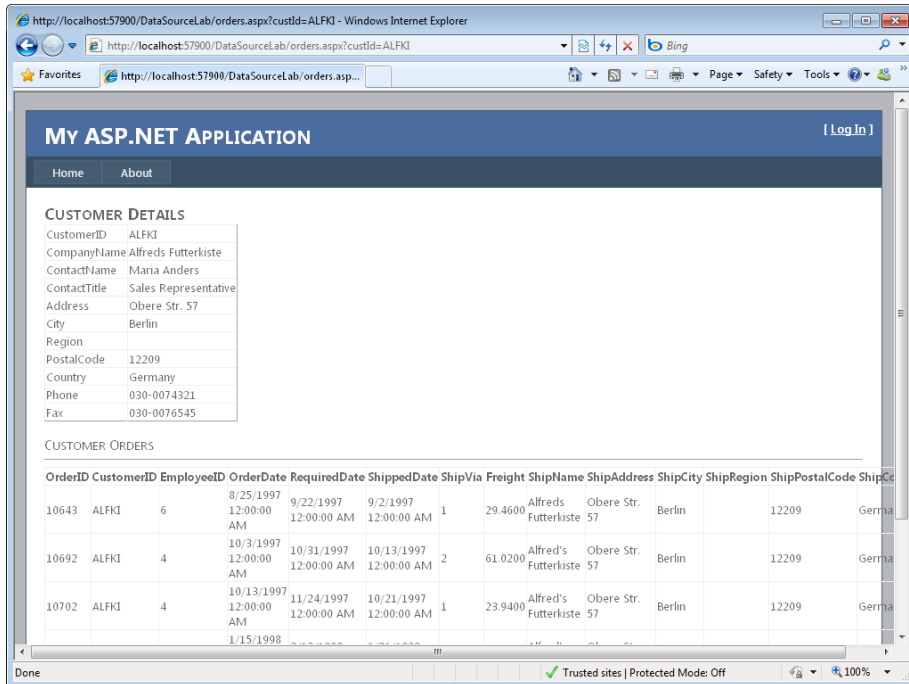 http://localhost:57900/DataSourceLab/orders.aspx?custId=ALFKI - Windows Internet Explorer
http://localhost:57900/DataSourceLab/orders.aspx?custId=ALFKI
Bing
Favorites
http://localhost:57900/DataSourceLab/orders.asp...
Page Safety Tools
MY ASP.NET APPLICATION
[ Log In ]
Home About
CUSTOMER DETAILS
CustomerID ALFKI
CompanyName Alfreds Futterkiste
ContactName Maria Anders
ContactTitle Sales Representative
Address Obere Str. 57
City Berlin
Region
PostalCode 12209
Country Germany
Phone 030-0074321
Fax 030-0076545
CUSTOMER ORDERS
OrderID CustomerID EmployeeID OrderDate RequiredDate ShippedDate ShipVia Freight ShipName ShipAddress ShipCity ShipRegion ShipPostalCode ShipCo
10643 ALFKI 6 8/25/1997 12:00:00 AM 9/22/1997 12:00:00 AM 9/2/1997 12:00:00 AM 1 29.4600 Alfreds Futterkiste Obere Str. 57 Berlin 12209 Germa
10692 ALFKI 4 10/3/1997 12:00:00 AM 10/31/1997 12:00:00 AM 10/13/1997 12:00:00 AM 2 61.0200 Alfred's Futterkiste Obere Str. 57 Berlin 12209 Germa
10702 ALFKI 4 10/13/1997 12:00:00 AM 11/24/1997 12:00:00 AM 10/21/1997 12:00:00 AM 1 23.9400 Alfred's Futterkiste Obere Str. 57 Berlin 12209 Germa
1/15/1998
Done
Trusted sites | Protected Mode: Off
100%